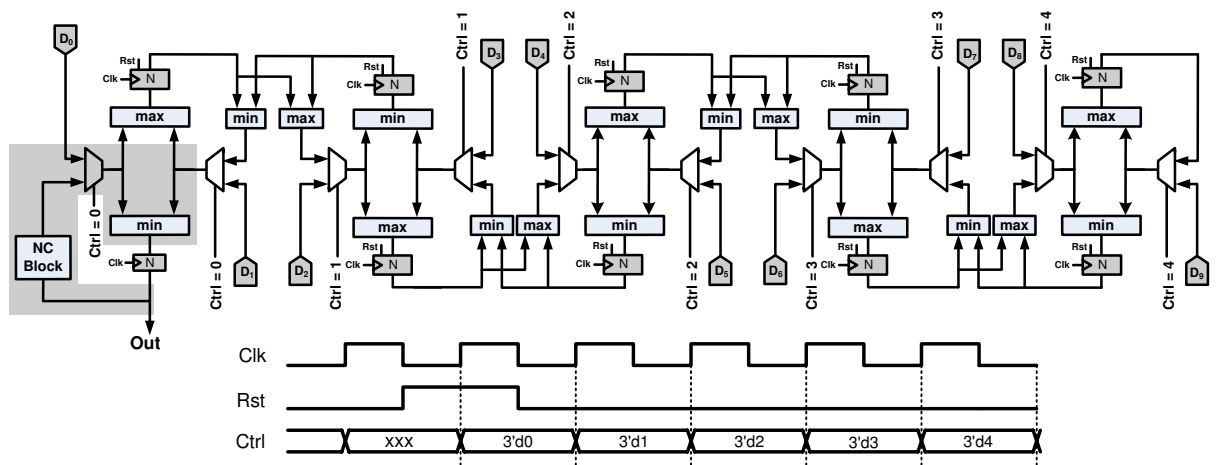 D0
Rst
Clk
N
max
min
Ctrl = 0
NC
Block
Clk
N
Out
Ctrl = 0
D1
min
max
D2
Ctrl = 1
Rst
Clk
N
min
max
Rst
Clk
N
Ctrl = 1
D3
D4
Ctrl = 2
min
max
Rst
Clk
N
max
min
Rst
Clk
N
Ctrl = 2
D5
min
max
D6
Ctrl = 3
Rst
Clk
N
min
max
Rst
Clk
N
Ctrl = 3
D7
D8
Ctrl = 4
min
max
Rst
Clk
N
max
min
Rst
Clk
N
Ctrl = 4
D9
Clk
Rst
Ctrl xxx 3'd0 3'd1 3'd2 3'd3 3'd4